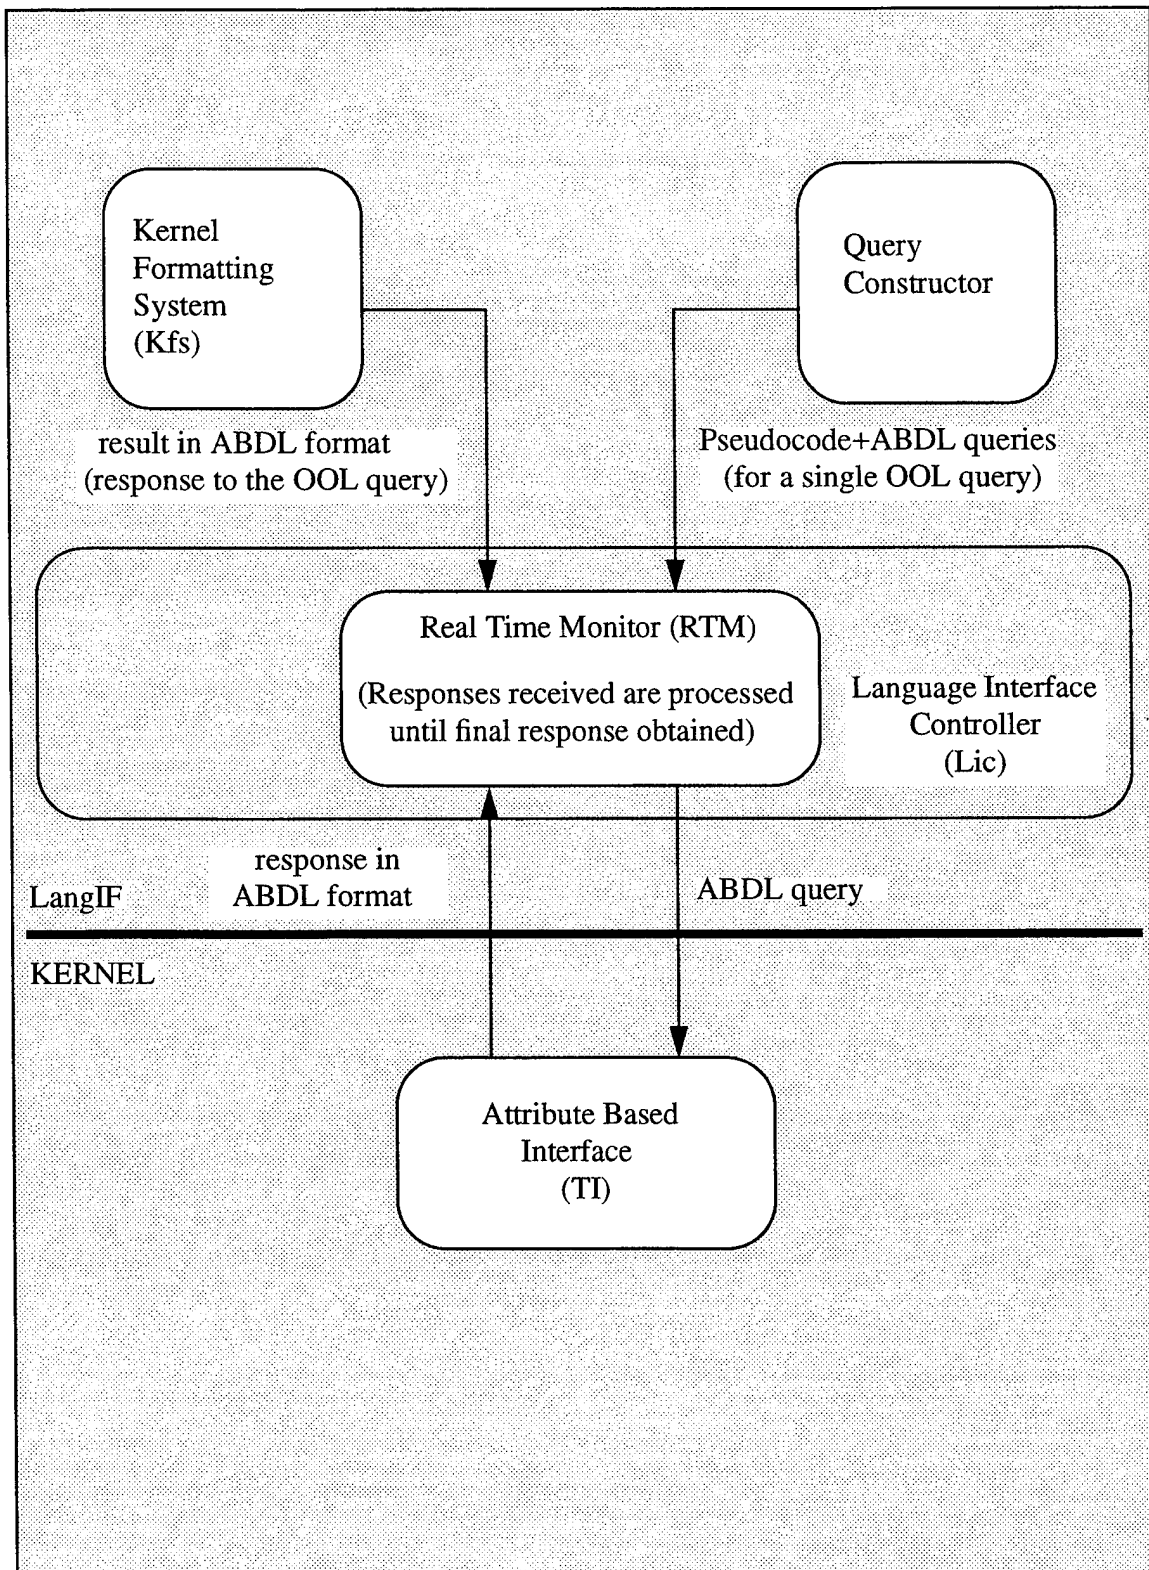 Kernel
Formatting
System
(Kfs)
Query
Constructor
result in ABDL format
(response to the OOL query)
Pseudocode+ABDL queries
(for a single OOL query)
Real Time Monitor (RTM)
(Responses received are processed
until final response obtained)
Language Interface
Controller
(Lic)
response in
ABDL format
ABDL query
LangIF
KERNEL
Attribute Based
Interface
(TI)